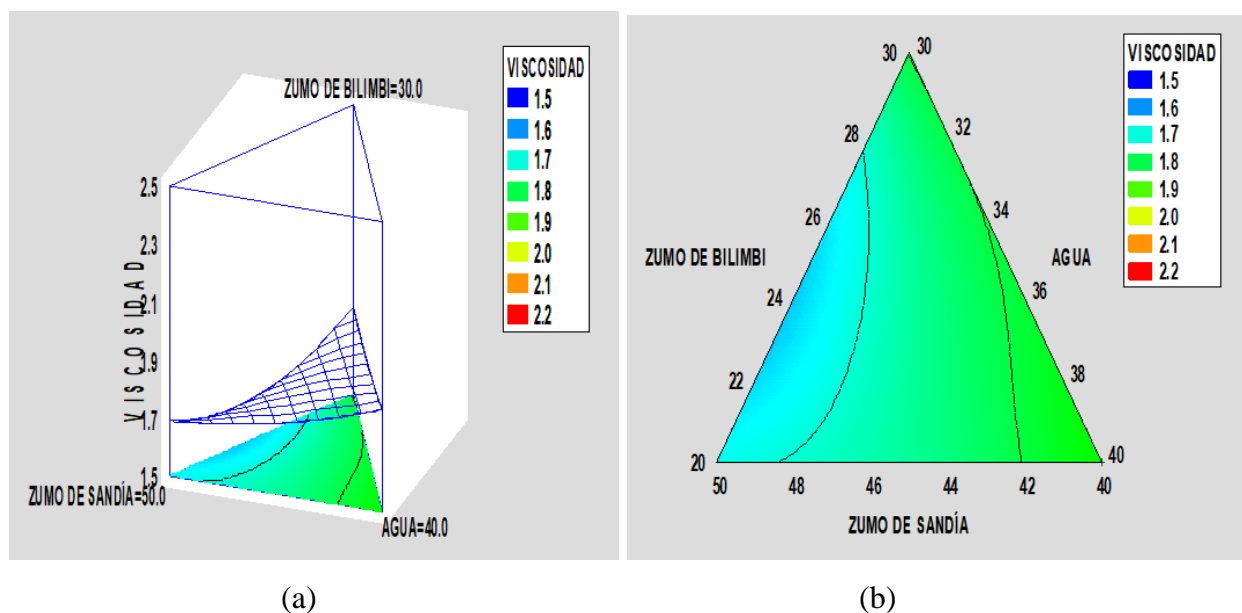 ZUMO DE BILIMBI=30.0
VISCOSIDAD
1.5
1.6
1.7
1.8
1.9
2.0
2.1
2.2
VISCOSIDAD
2.5
2.3
2.1
1.9
1.7
1.5
ZUMO DE SANDÍA=50.0
AGUA=40.0
(a)
VISCOSIDAD
1.5
1.6
1.7
1.8
1.9
2.0
2.1
2.2
30 30
28 32
26 34
ZUMO DE BILIMBI AGUA
24 36
22 38
20 40
50 48 46 44 42 40
ZUMO DE SANDÍA
(b)